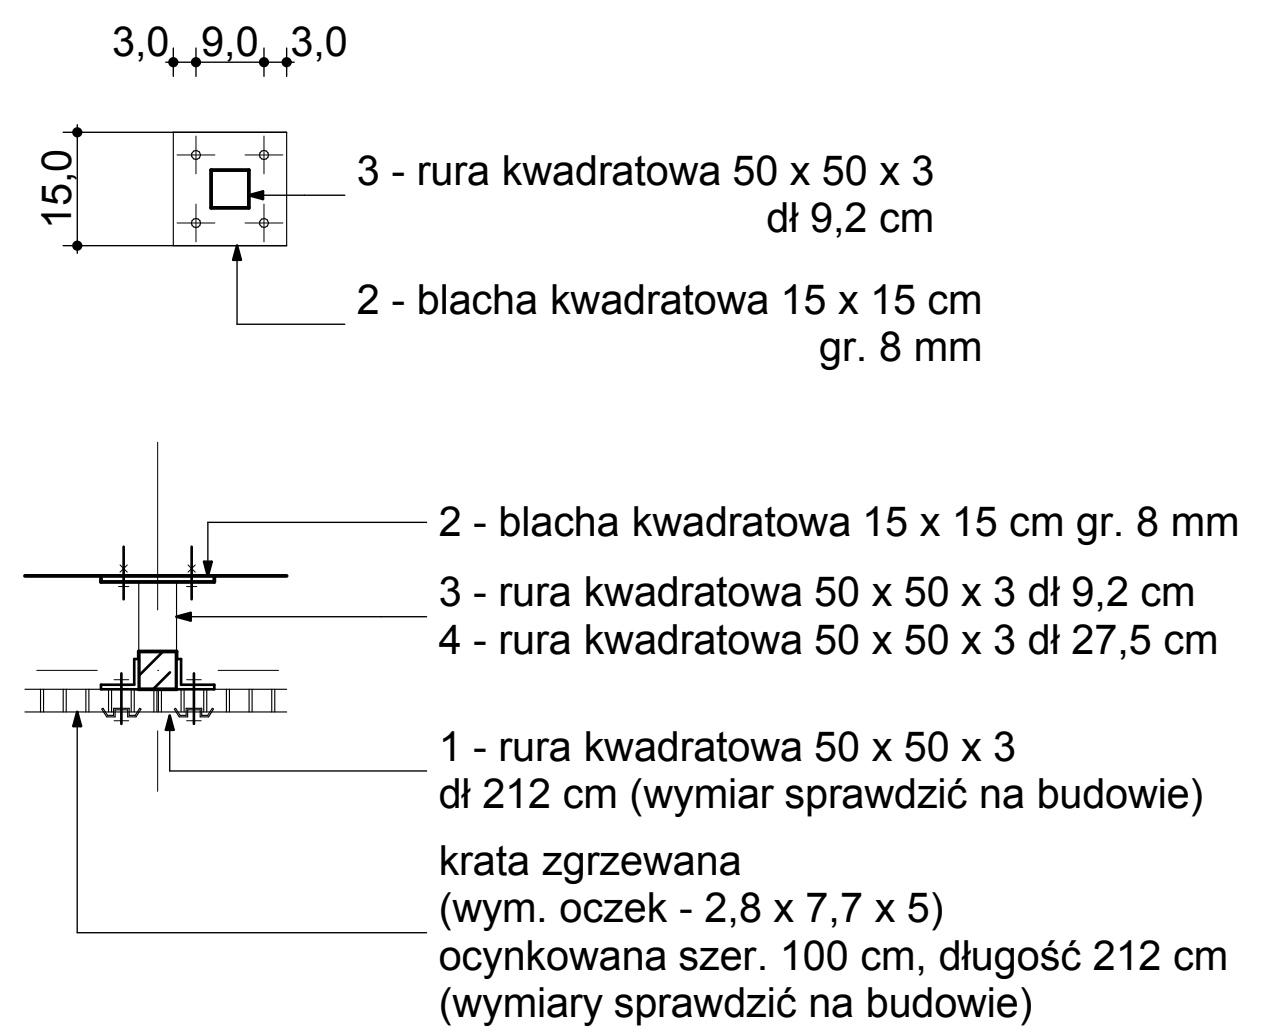 3,0 9,0 3,0
15,0
3 - rura kwadratowa 50 x 50 x 3
dł 9,2 cm
2 - blacha kwadratowa 15 x 15 cm
gr. 8 mm
2 - blacha kwadratowa 15 x 15 cm gr. 8 mm
3 - rura kwadratowa 50 x 50 x 3 dł 9,2 cm
4 - rura kwadratowa 50 x 50 x 3 dł 27,5 cm
1 - rura kwadratowa 50 x 50 x 3
dł 212 cm (wymiar sprawdzić na budowie)
krata zgrzewana
(wym. oczek - 2,8 x 7,7 x 5)
ocynkowana szer. 100 cm, długość 212 cm
(wymiary sprawdzić na budowie)